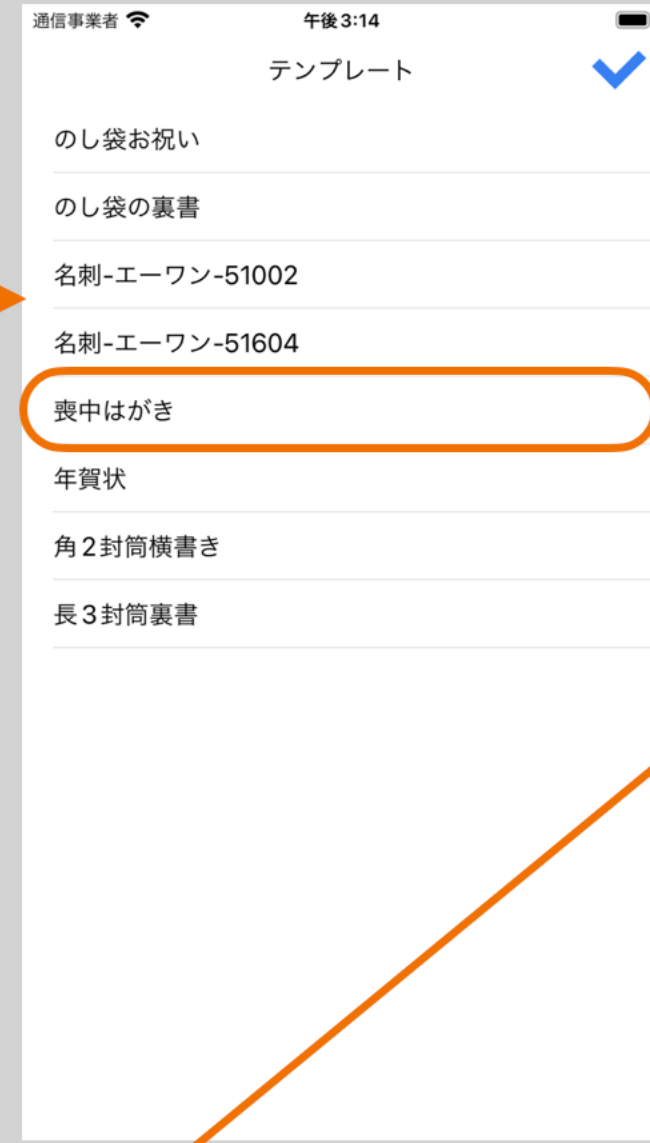 通信事業者 午後3:14
テンプレート
のし袋お祝い
のし袋の裏書
名刺-エーワン-51002
名刺-エーワン-51604
喪中はがき
年賀状
角2封筒横書き
長3封筒裏書